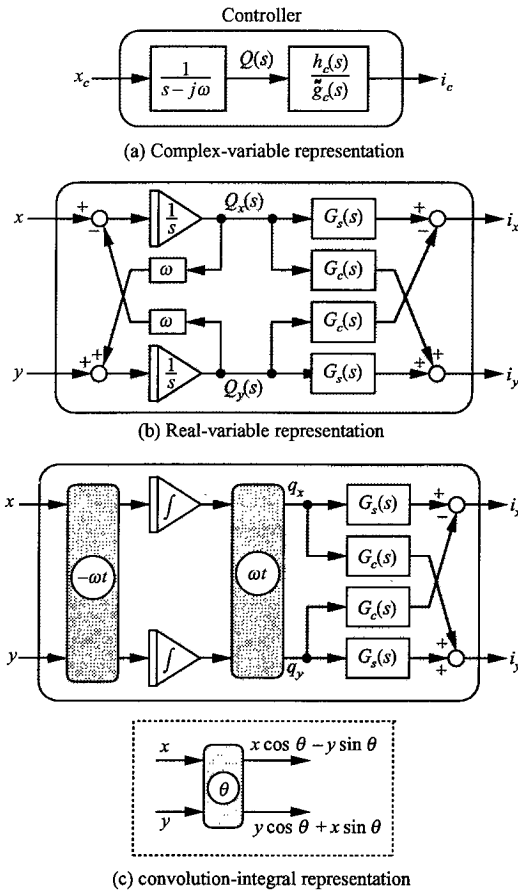 Controller
x_c
1
s − jω
Q(s)
h_c(s)
g̃_c(s)
i_c
(a) Complex-variable representation
x + − 1/s Q_x(s) G_s(s) + − i_x
ω G_c(s)
ω G_c(s)
y + + 1/s Q_y(s) G_s(s) + + i_y
(b) Real-variable representation
x ∫ q_x G_s(s) + − i_x
−ωt ωt G_c(s)
G_c(s)
y ∫ q_y G_s(s) + + i_y
x x cos θ − y sin θ
θ
y y cos θ + x sin θ
(c) convolution-integral representation